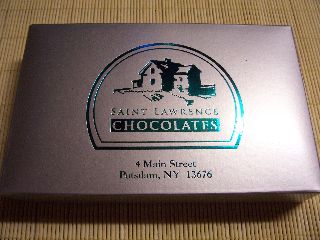 SAINT LAWRENCE
CHOCOLATES
4 Main Street
Potsdam, NY 13676